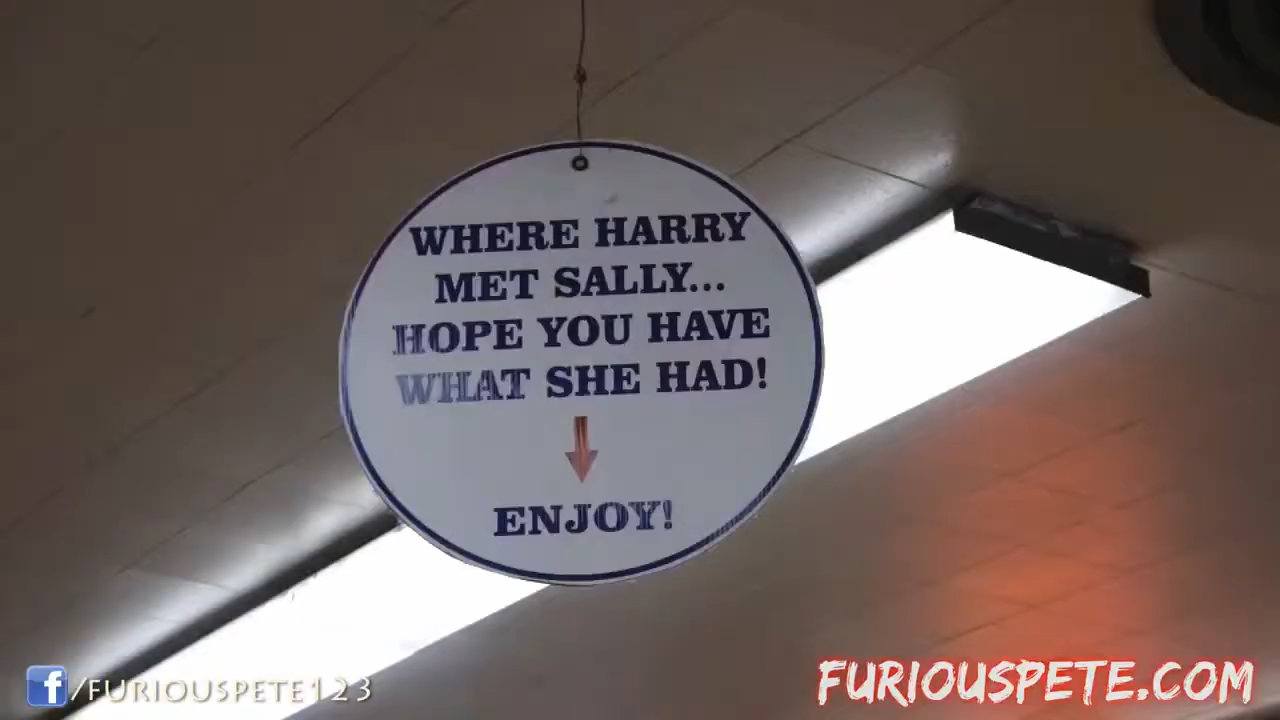 WHERE HARRY
MET SALLY...
HOPE YOU HAVE
WHAT SHE HAD!
ENJOY!
f/FURIOUSPETE123
FURIOUSPETE.COM